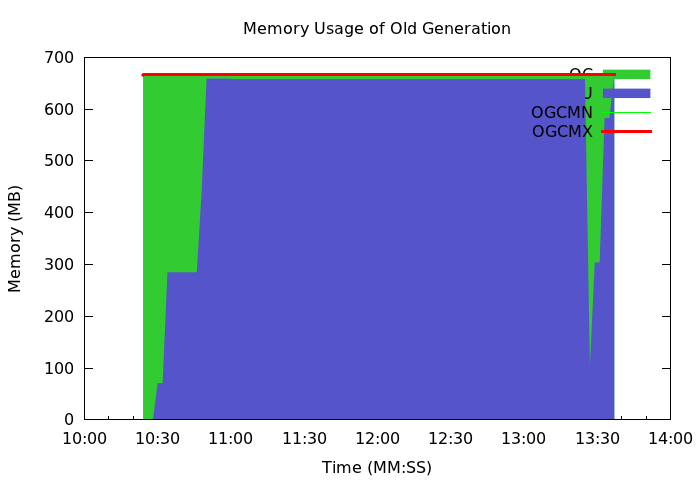 Memory Usage of Old Generation
700
600
500
400
300
200
100
0
Memory (MB)
OGCMN
OGCMX
10:00 10:30 11:00 11:30 12:00 12:30 13:00 13:30 14:00
Time (MM:SS)